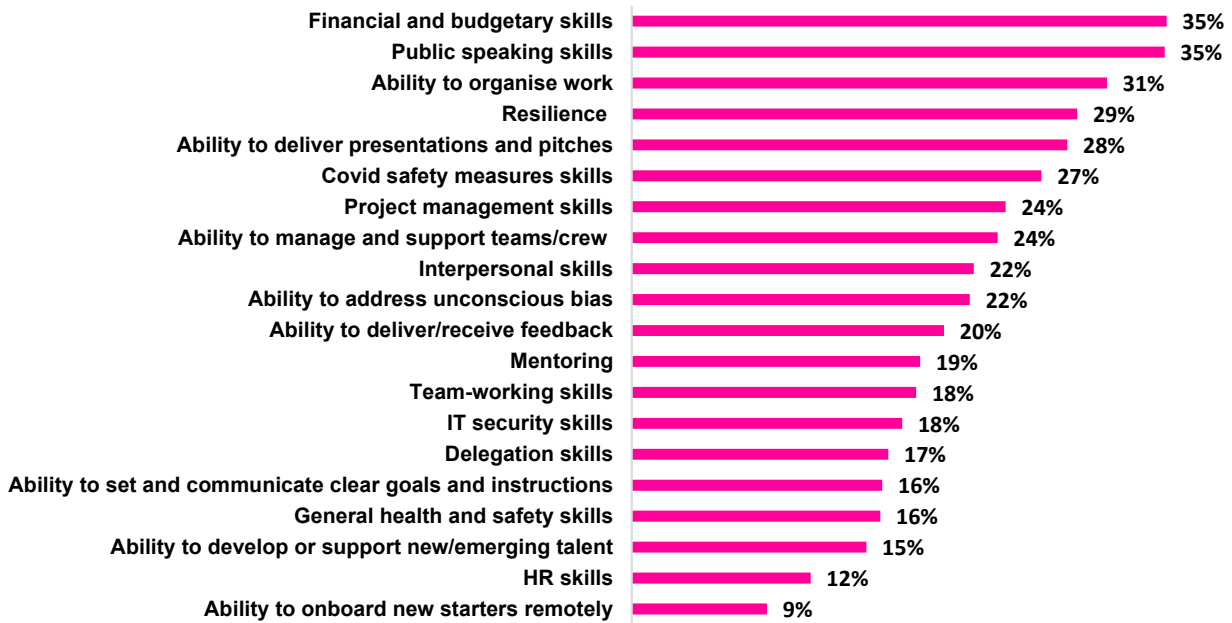 Financial and budgetary skills 35%
Public speaking skills 35%
Ability to organise work 31%
Resilience 29%
Ability to deliver presentations and pitches 28%
Covid safety measures skills 27%
Project management skills 24%
Ability to manage and support teams/crew 24%
Interpersonal skills 22%
Ability to address unconscious bias 22%
Ability to deliver/receive feedback 20%
Mentoring 19%
Team-working skills 18%
IT security skills 18%
Delegation skills 17%
Ability to set and communicate clear goals and instructions 16%
General health and safety skills 16%
Ability to develop or support new/emerging talent 15%
HR skills 12%
Ability to onboard new starters remotely 9%